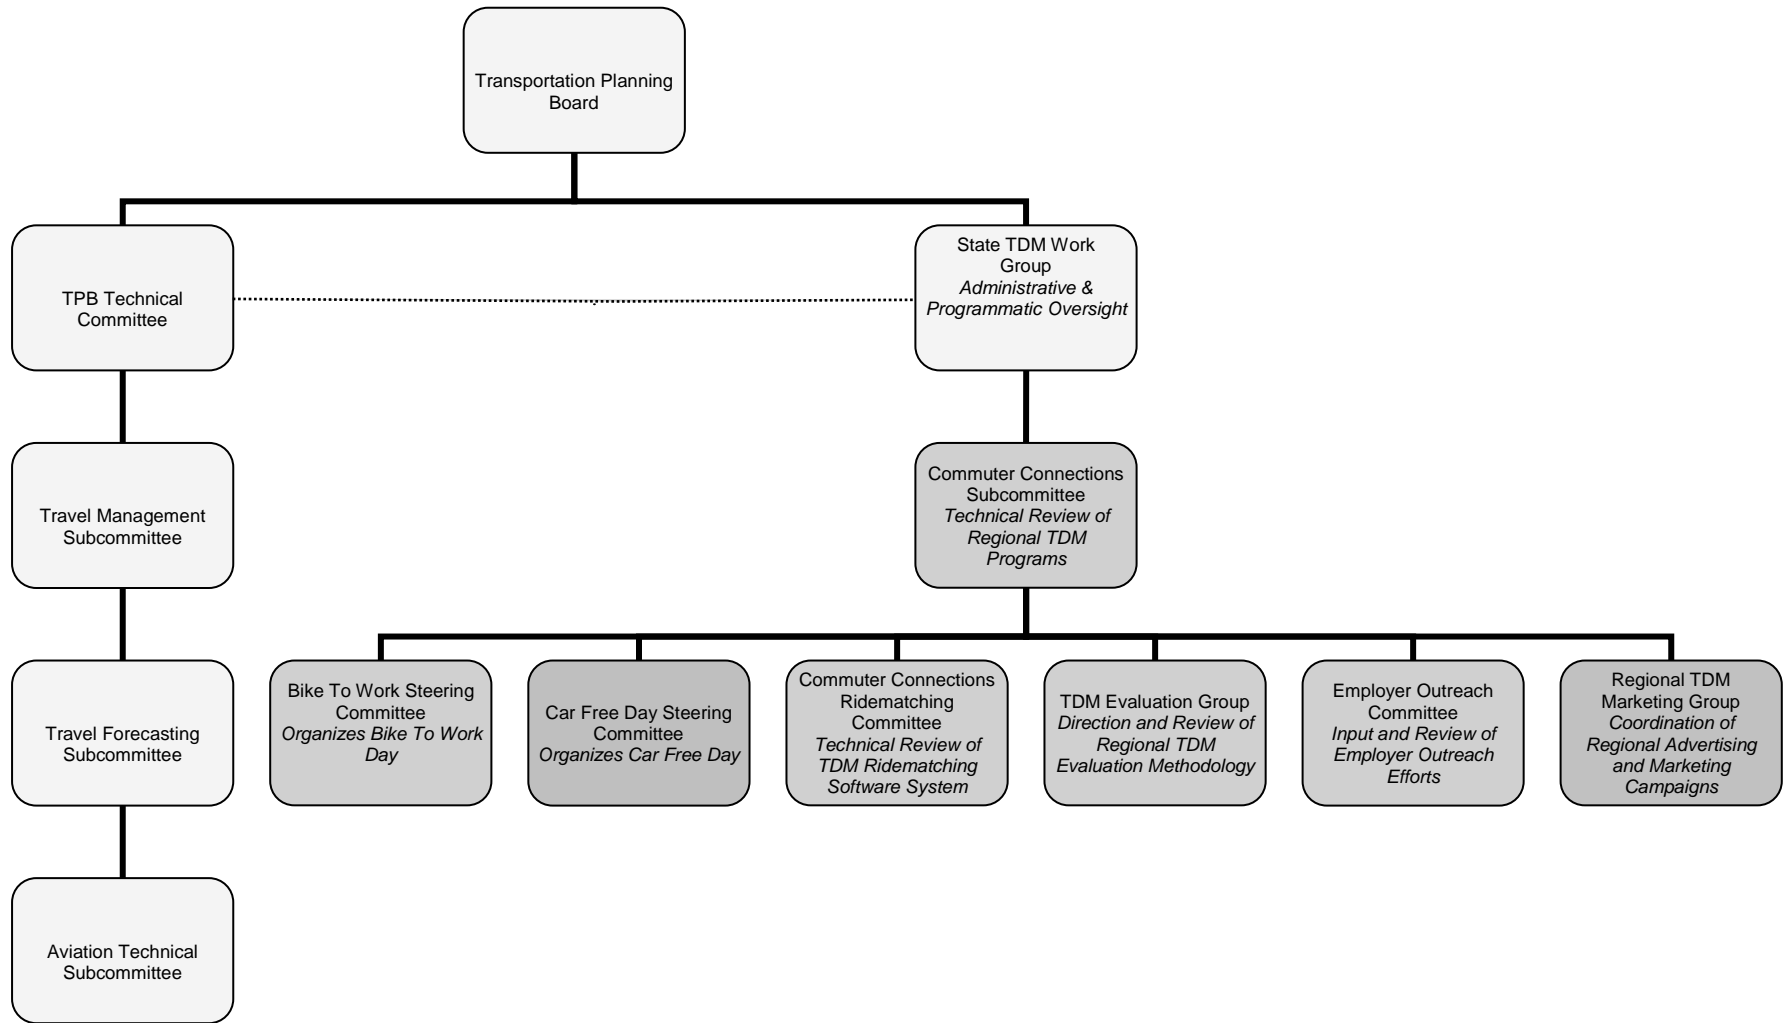 Transportation Planning
Board
TPB Technical
Committee
State TDM Work
Group
Administrative &
Programmatic Oversight
Travel Management
Subcommittee
Commuter Connections
Subcommittee
Technical Review of
Regional TDM
Programs
Travel Forecasting
Subcommittee
Bike To Work Steering
Committee
Organizes Bike To Work
Day
Car Free Day Steering
Committee
Organizes Car Free Day
Commuter Connections
Ridematching
Committee
Technical Review of
TDM Ridematching
Software System
TDM Evaluation Group
Direction and Review of
Regional TDM
Evaluation Methodology
Employer Outreach
Committee
Input and Review of
Employer Outreach
Efforts
Regional TDM
Marketing Group
Coordination of
Regional Advertising
and Marketing
Campaigns
Aviation Technical
Subcommittee